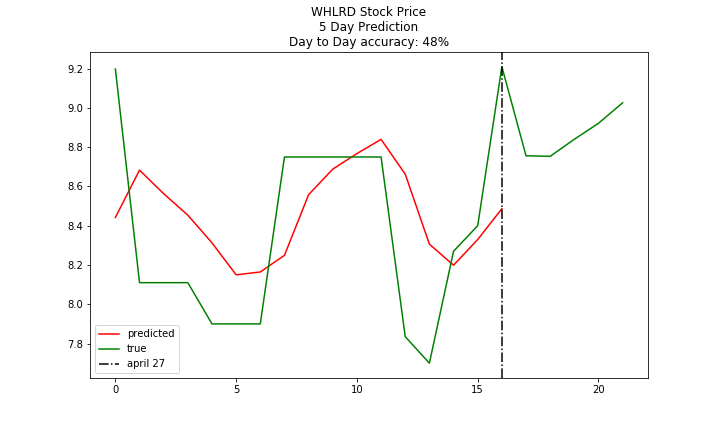 WHLRD Stock Price
5 Day Prediction
Day to Day accuracy: 48%
9.2
9.0
8.8
8.6
8.4
8.2
8.0
7.8
predicted
true
april 27
0 5 10 15 20